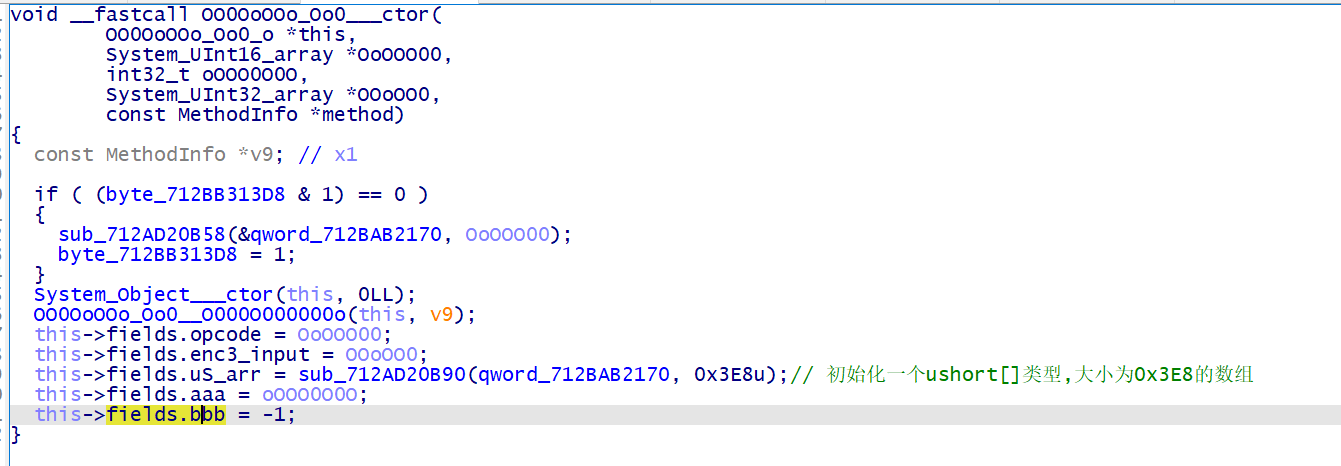 void __fastcall OOOOoOOo_OoO___ctor(
OOOOoOOo_OoO_o *this,
System_UInt16_array *OoOOOOO,
int32_t oOOOOOOO,
System_UInt32_array *OOoOOO,
const MethodInfo *method)
{
const MethodInfo *v9; // x1
if ( (byte_712BB313D8 & 1) == 0 )
{
sub_712AD20B58(&qword_712BAB2170, OoOOOOO);
byte_712BB313D8 = 1;
}
System_Object___ctor(this, 0LL);
OOOOoOOo_OoO__OOOOOOOOOOOo(this, v9);
this->fields.opcode = OoOOOOO;
this->fields.enc3_input = OOoOOO;
this->fields.uS_arr = sub_712AD20B90(qword_712BAB2170, 0x3E8u);// 初始化一个ushort[]类型,大小为0x3E8的数组
this->fields.aaa = oOOOOOOO;
this->fields.bbb = -1;
}